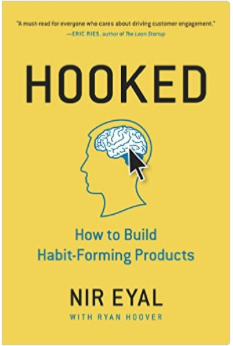 "A must-read for everyone who cares about driving customer engagement."
—ERIC RIES, author of The Lean Startup
HOOKED
How to Build
Habit-Forming Products
NIR EYAL
WITH RYAN HOOVER